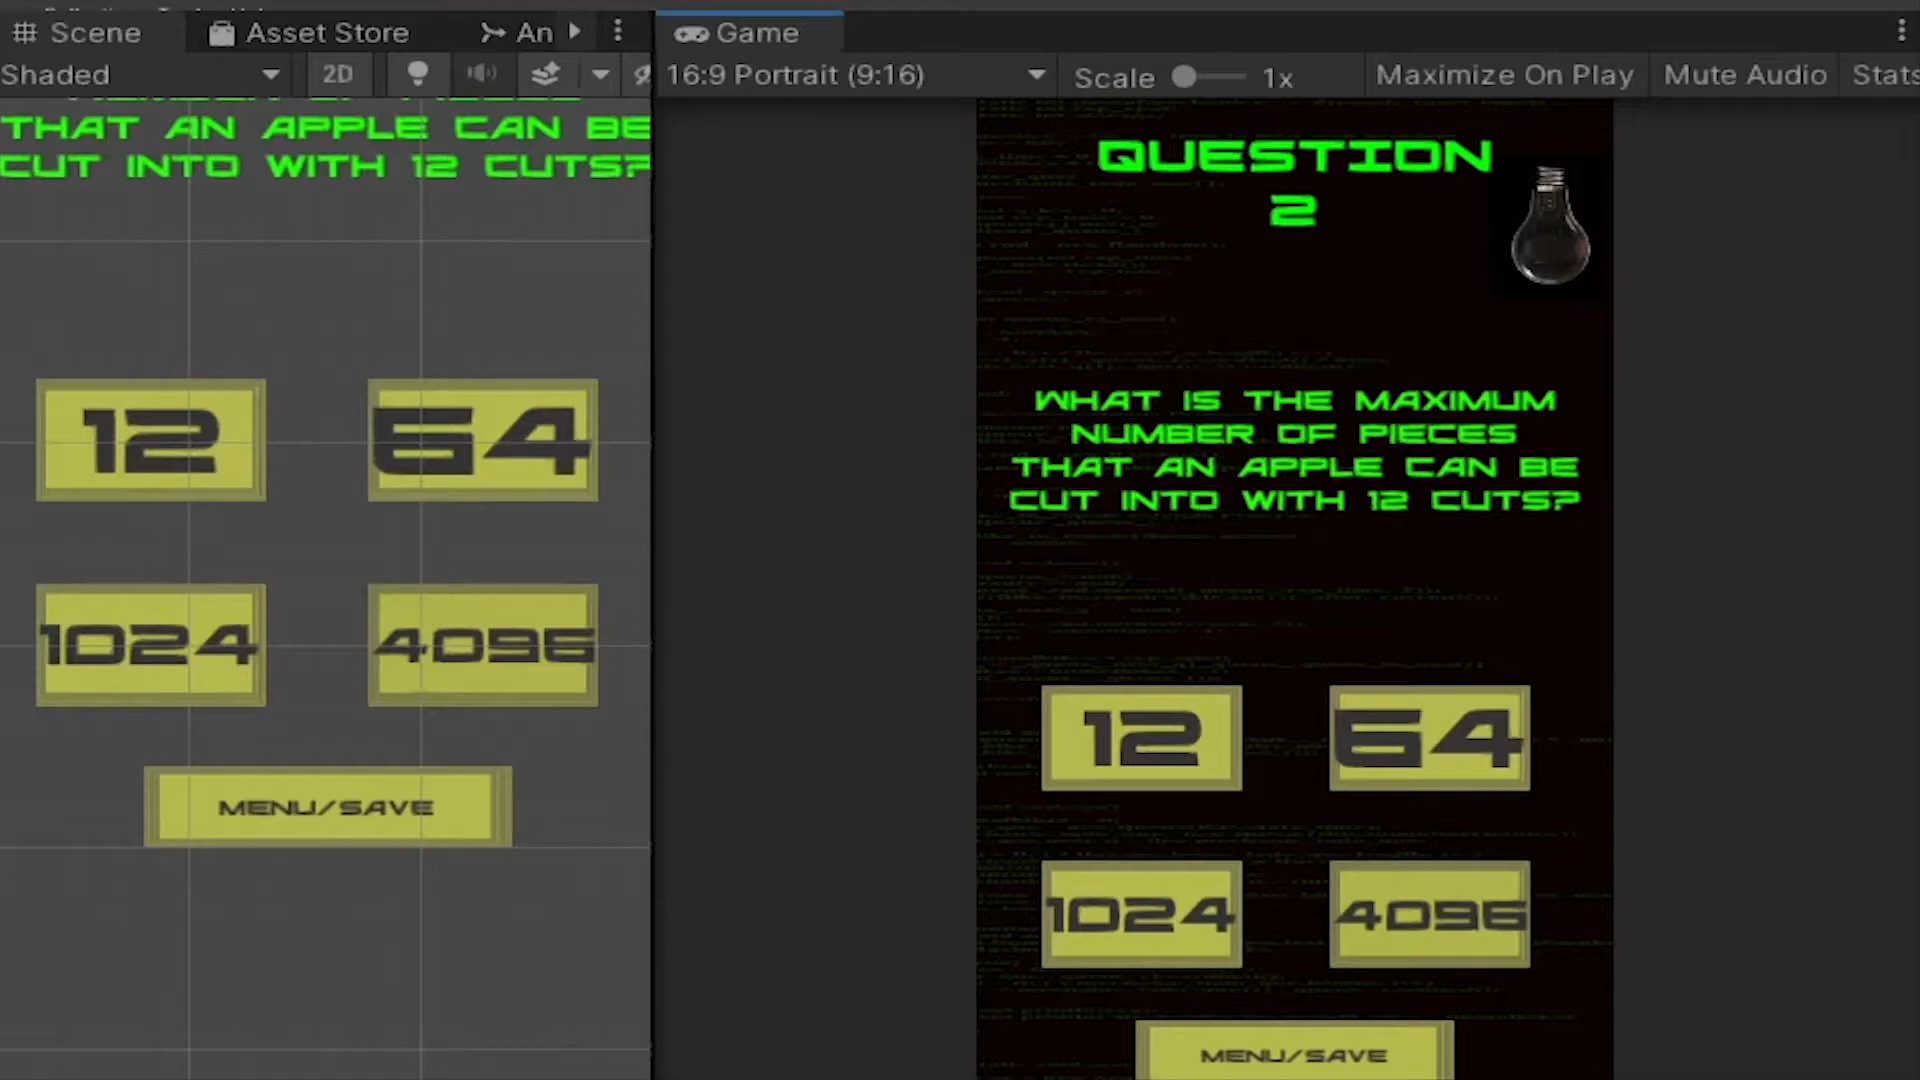 Scene
Asset Store
An
Game
Shaded
2D
16:9 Portrait (9:16)
Scale
1x
Maximize On Play
Mute Audio
Stats
THAT AN APPLE CAN BE
CUT INTO WITH 12 CUTS?
12
64
1024
4096
MENU/SAVE
QUESTION
2
WHAT IS THE MAXIMUM
NUMBER OF PIECES
THAT AN APPLE CAN BE
CUT INTO WITH 12 CUTS?
12
64
1024
4096
MENU/SAVE